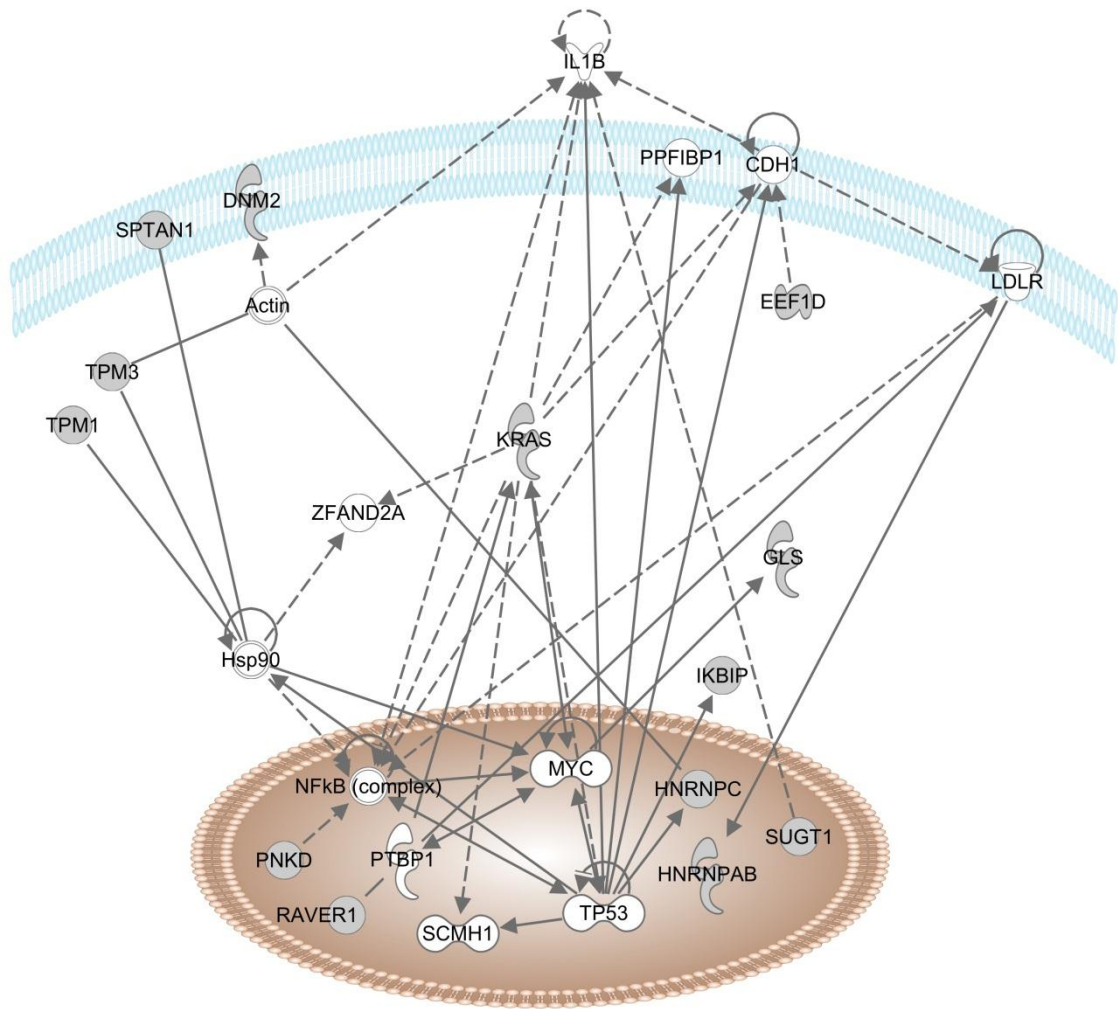 IL1B
PPFIBP1
CDH1
DNM2
SPTAN1
LDLR
Actin
EEF1D
TPM3
TPM1
KRAS
ZFAND2A
GLS
Hsp90
IKBIP
MYC
NFkB (complex)
HNRNPC
SUGT1
PNKD
PTBP1
HNRNPAB
RAVER1
TP53
SCMH1